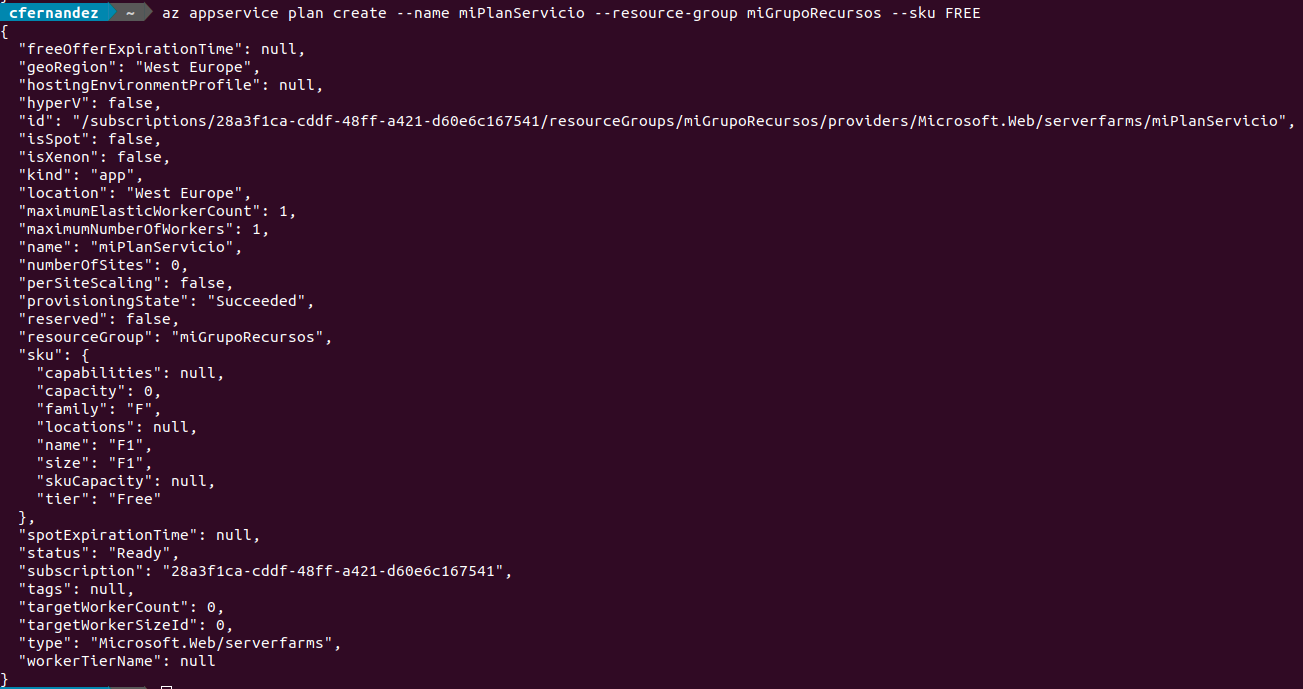 cfernandez ~ az appservice plan create --name miPlanServicio --resource-group miGrupoRecursos --sku FREE
{
  "freeOfferExpirationTime": null,
  "geoRegion": "West Europe",
  "hostingEnvironmentProfile": null,
  "hyperV": false,
  "id": "/subscriptions/28a3f1ca-cddf-48ff-a421-d60e6c167541/resourceGroups/miGrupoRecursos/providers/Microsoft.Web/serverfarms/miPlanServicio",
  "isSpot": false,
  "isXenon": false,
  "kind": "app",
  "location": "West Europe",
  "maximumElasticWorkerCount": 1,
  "maximumNumberOfWorkers": 1,
  "name": "miPlanServicio",
  "numberOfSites": 0,
  "perSiteScaling": false,
  "provisioningState": "Succeeded",
  "reserved": false,
  "resourceGroup": "miGrupoRecursos",
  "sku": {
    "capabilities": null,
    "capacity": 0,
    "family": "F",
    "locations": null,
    "name": "F1",
    "size": "F1",
    "skuCapacity": null,
    "tier": "Free"
  },
  "spotExpirationTime": null,
  "status": "Ready",
  "subscription": "28a3f1ca-cddf-48ff-a421-d60e6c167541",
  "tags": null,
  "targetWorkerCount": 0,
  "targetWorkerSizeId": 0,
  "type": "Microsoft.Web/serverfarms",
  "workerTierName": null
}